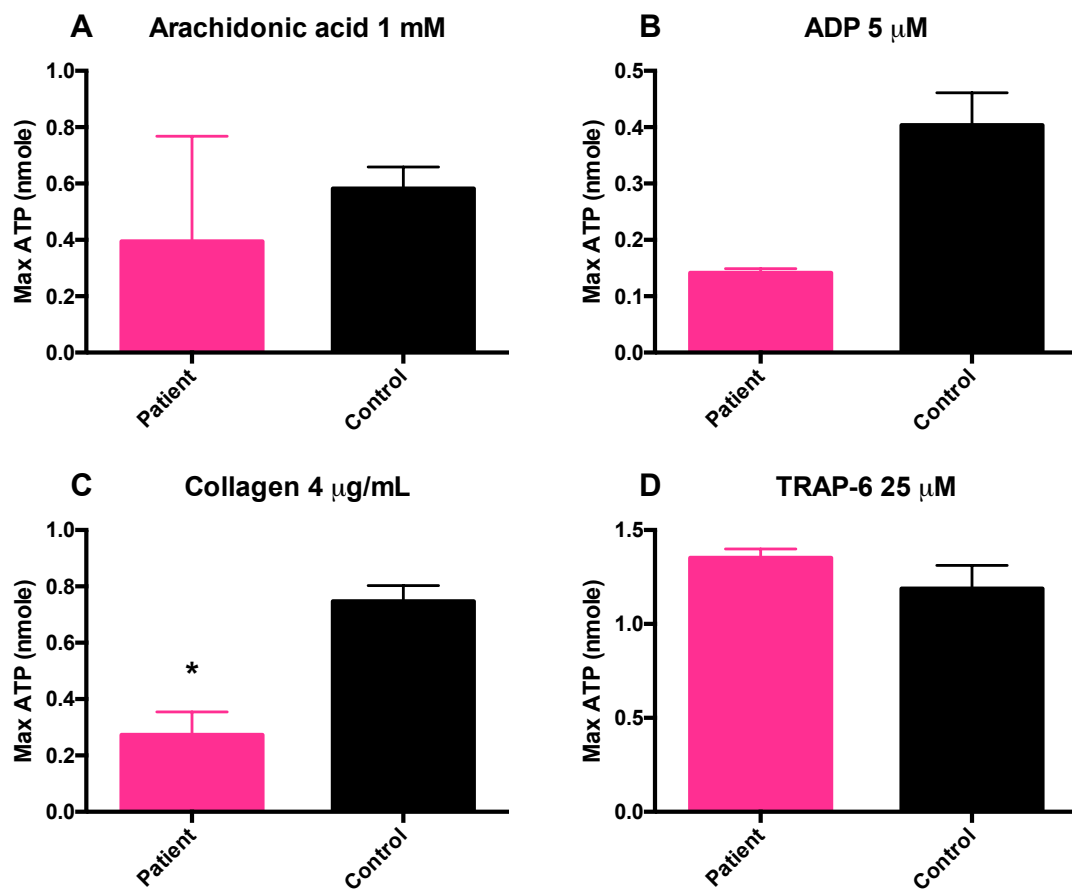 A Arachidonic acid 1 mM
Max ATP (nmole)
1.0
0.8
0.6
0.4
0.2
0.0
Patient
Control
B ADP 5 μM
Max ATP (nmole)
0.5
0.4
0.3
0.2
0.1
0.0
Patient
Control
C Collagen 4 μg/mL
Max ATP (nmole)
1.0
0.8
0.6
0.4
0.2
0.0
*
Patient
Control
D TRAP-6 25 μM
Max ATP (nmole)
1.5
1.0
0.5
0.0
Patient
Control